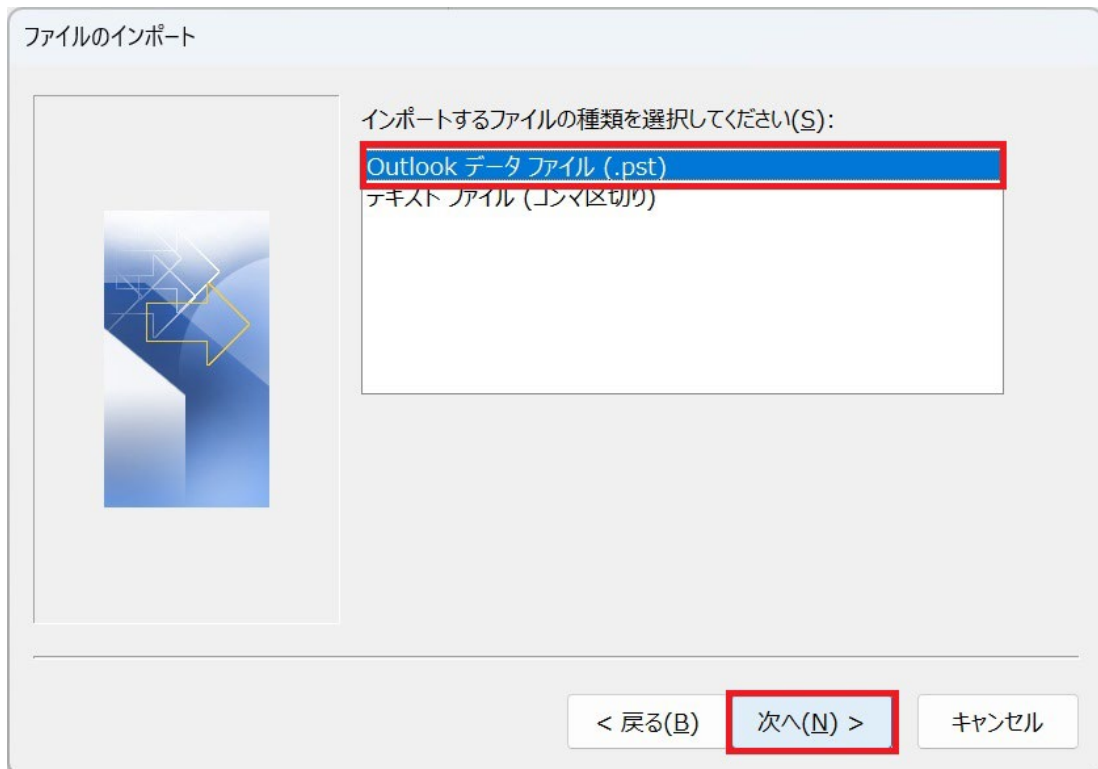 ファイルのインポート
インポートするファイルの種類を選択してください(S):
Outlook データ ファイル (.pst)
テキスト ファイル (コンマ区切り)
< 戻る(B)
次へ(N) >
キャンセル